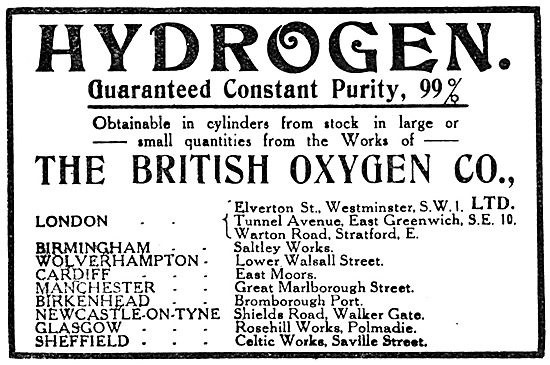 HYDROGEN.
Guaranteed Constant Purity, 99%
Obtainable in cylinders from stock in large or
— small quantities from the Works of —
THE BRITISH OXYGEN CO.,
LTD.
LONDON - - { Elverton St., Westminster, S.W.1.
Tunnel Avenue, East Greenwich, S.E. 10.
Warton Road, Stratford, E.
BIRMINGHAM - - Saltley Works.
WOLVERHAMPTON - Lower Walsall Street.
CARDIFF - - - East Moors.
MANCHESTER - - Great Marlborough Street.
BIRKENHEAD - - Bromborough Port.
NEWCASTLE-ON-TYNE Shields Road, Walker Gate.
GLASGOW - - - Rosehill Works, Polmadie.
SHEFFIELD - - - Celtic Works, Saville Street.